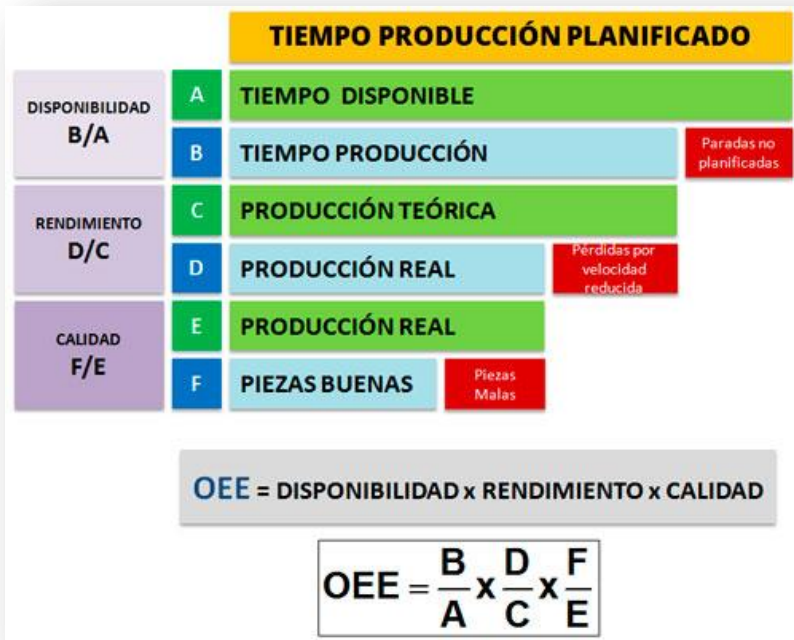 TIEMPO PRODUCCIÓN PLANIFICADO
DISPONIBILIDAD
B/A
A
TIEMPO DISPONIBLE
B
TIEMPO PRODUCCIÓN
Paradas no
planificadas
RENDIMIENTO
D/C
C
PRODUCCIÓN TEÓRICA
D
PRODUCCIÓN REAL
Pérdidas por
velocidad
reducida
CALIDAD
F/E
E
PRODUCCIÓN REAL
F
PIEZAS BUENAS
Piezas
Malas
OEE = DISPONIBILIDAD x RENDIMIENTO x CALIDAD
OEE = B/A x D/C x F/E